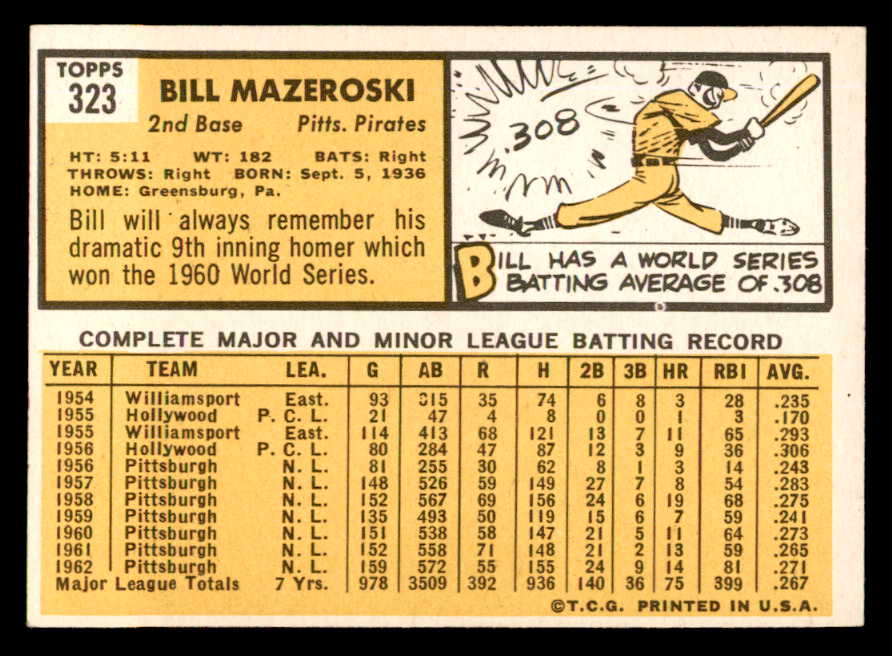 TOPPS
323
BILL MAZEROSKI
2nd Base Pitts. Pirates
HT: 5:11 WT: 182 BATS: Right
THROWS: Right BORN: Sept. 5, 1936
HOME: Greensburg, Pa.
Bill will always remember his
dramatic 9th inning homer which
won the 1960 World Series.
.308
BILL HAS A WORLD SERIES
BATTING AVERAGE OF .308
COMPLETE MAJOR AND MINOR LEAGUE BATTING RECORD
YEAR TEAM LEA. G AB R H 2B 3B HR RBI AVG.
1954 Williamsport East. 93 315 35 74 6 8 3 28 .235
1955 Hollywood P. C. L. 21 47 4 8 0 0 1 3 .170
1955 Williamsport East. 114 413 68 121 13 7 11 65 .293
1956 Hollywood P. C. L. 80 284 47 87 12 3 9 36 .306
1956 Pittsburgh N. L. 81 255 30 62 8 1 3 14 .243
1957 Pittsburgh N. L. 148 526 59 149 27 7 8 54 .283
1958 Pittsburgh N. L. 152 567 69 156 24 6 19 68 .275
1959 Pittsburgh N. L. 135 493 50 119 15 6 7 59 .241
1960 Pittsburgh N. L. 151 538 58 147 21 5 11 64 .273
1961 Pittsburgh N. L. 152 558 71 148 21 2 13 59 .265
1962 Pittsburgh N. L. 159 572 55 155 24 9 14 81 .271
Major League Totals 7 Yrs. 978 3509 392 936 140 36 75 399 .267
©T.C.G. PRINTED IN U.S.A.